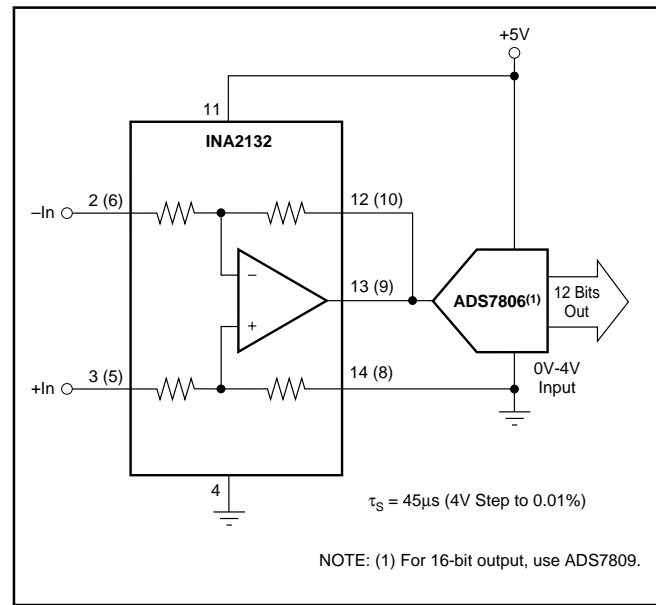 +5V
11
INA2132
2 (6)
12 (10)
–In
–
13 (9)
ADS7806(1)
12 Bits
Out
+
3 (5)
14 (8)
0V-4V
Input
+In
4
τS = 45µs (4V Step to 0.01%)
NOTE: (1) For 16-bit output, use ADS7809.